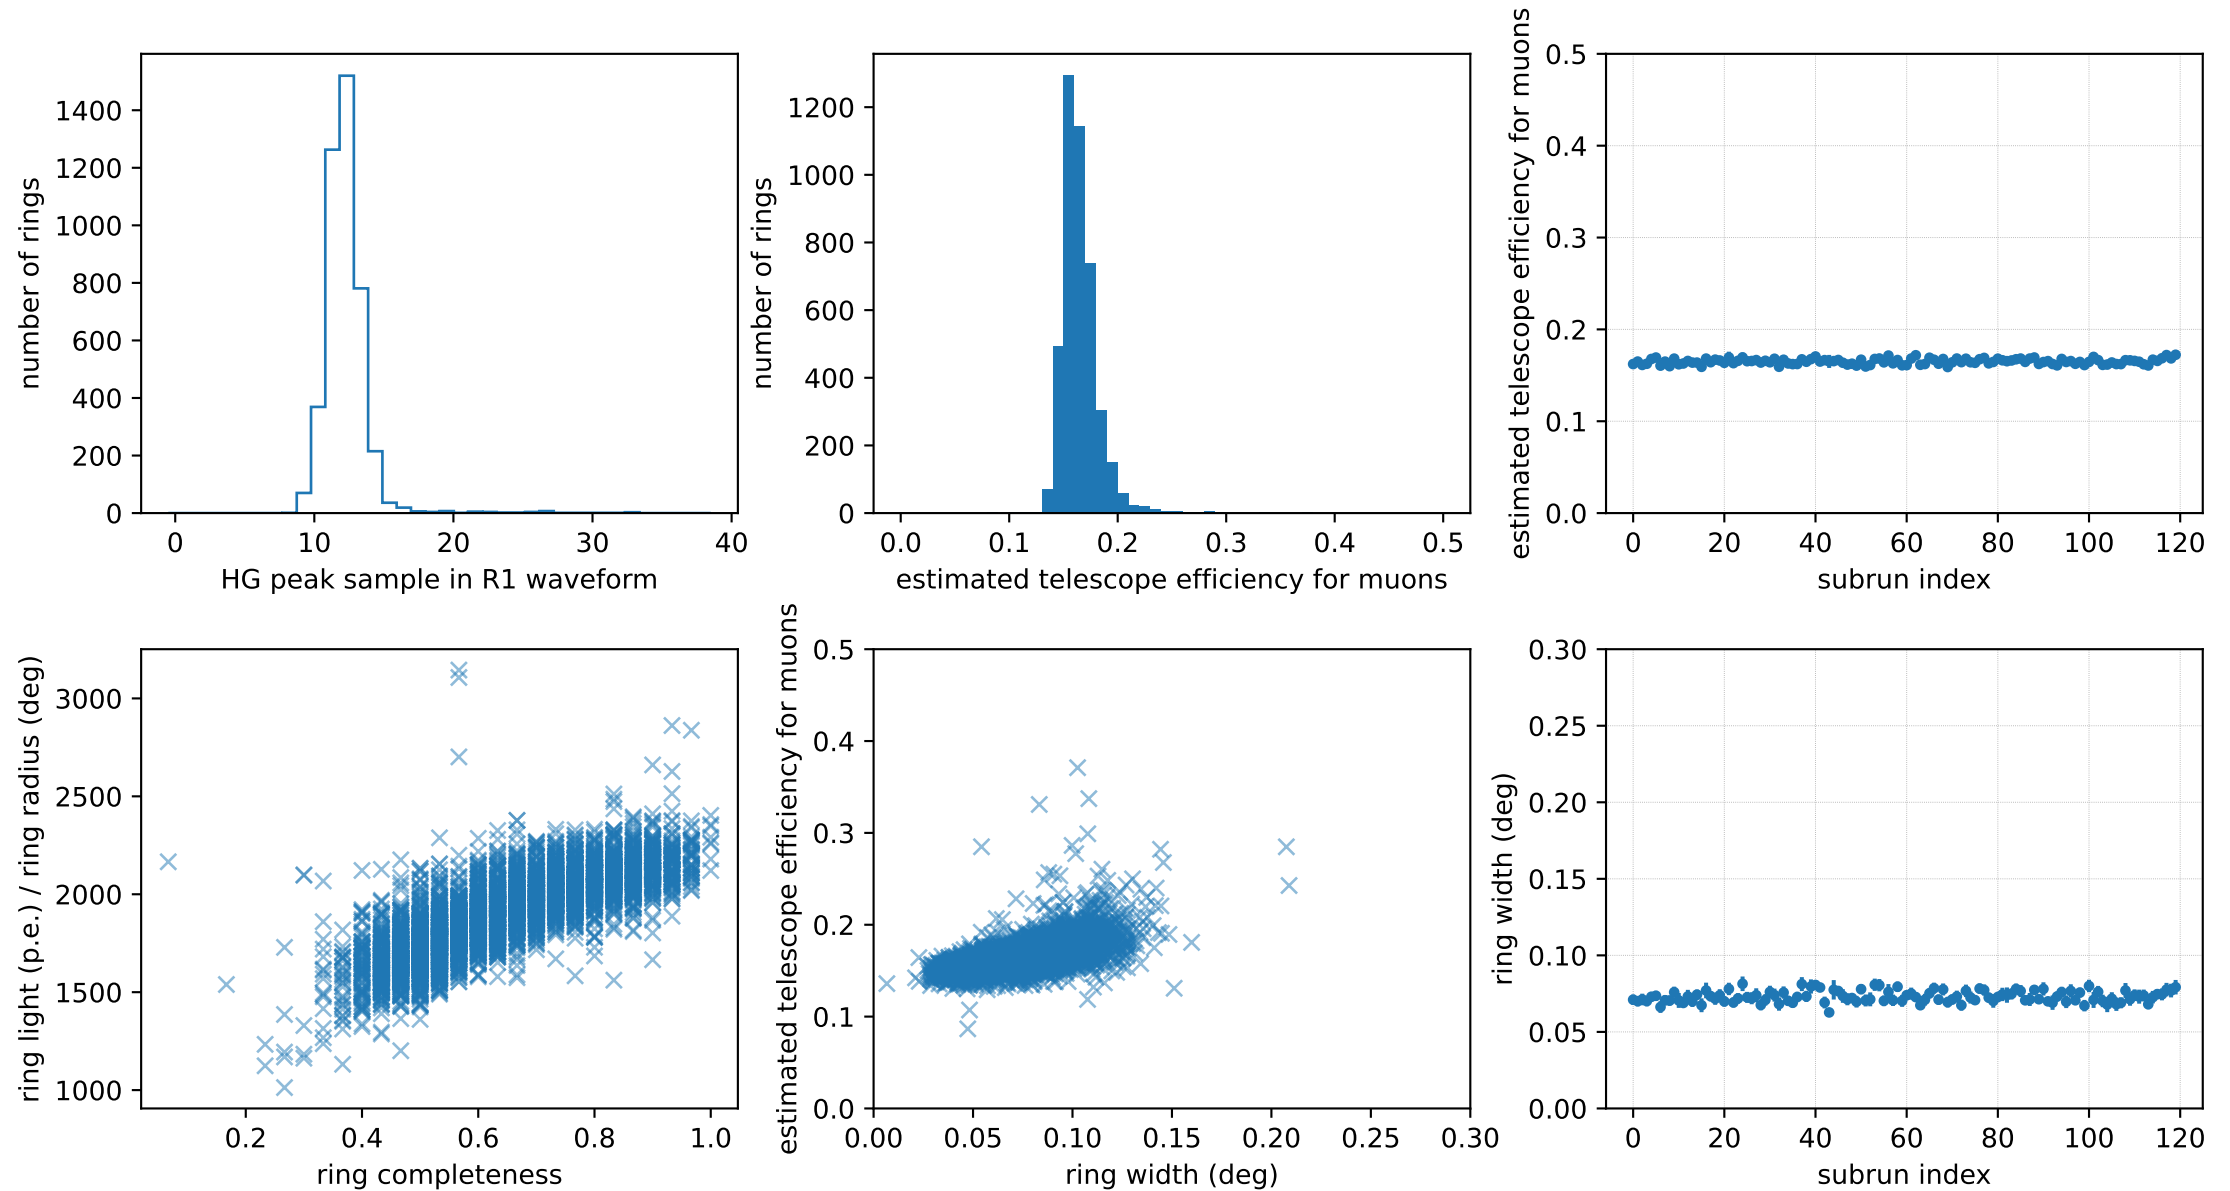 number of rings
1400
1200
1000
800
600
400
200
0
0 10 20 30 40
HG peak sample in R1 waveform
number of rings
1200
1000
800
600
400
200
0
0.0 0.1 0.2 0.3 0.4 0.5
estimated telescope efficiency for muons
estimated telescope efficiency for muons
0.5
0.4
0.3
0.2
0.1
0.0
0 20 40 60 80 100 120
subrun index
ring light (p.e.) / ring radius (deg)
3000
2500
2000
1500
1000
0.2 0.4 0.6 0.8 1.0
ring completeness
estimated telescope efficiency for muons
0.5
0.4
0.3
0.2
0.1
0.0
0.00 0.05 0.10 0.15 0.20 0.25 0.30
ring width (deg)
ring width (deg)
0.30
0.25
0.20
0.15
0.10
0.05
0.00
0 20 40 60 80 100 120
subrun index